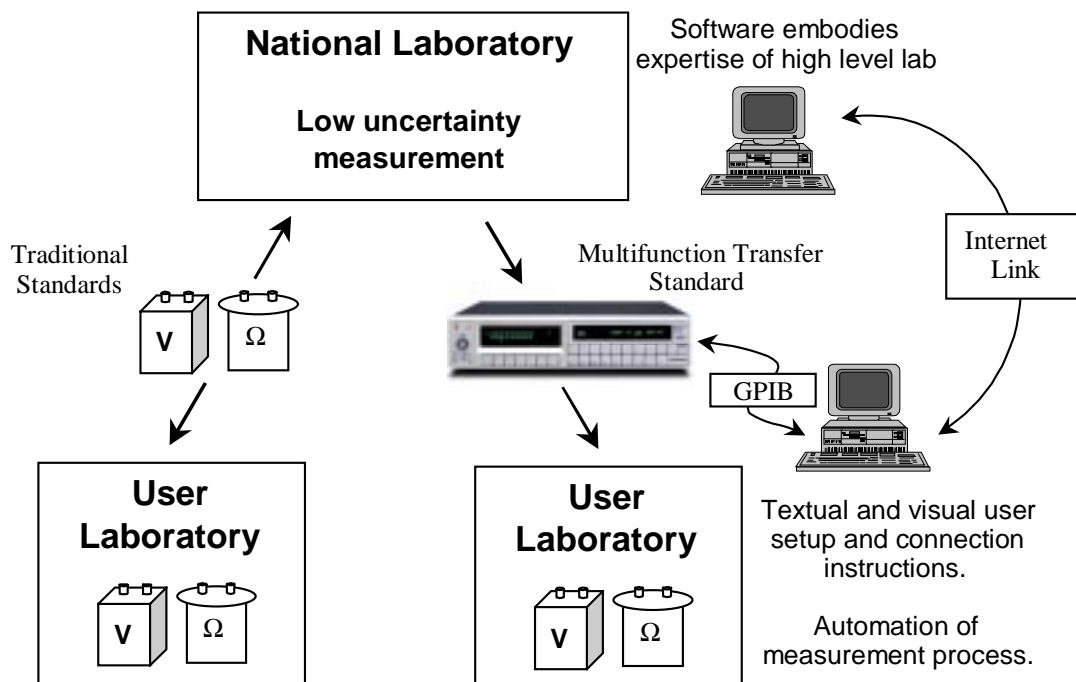 National Laboratory
Low uncertainty
measurement
Software embodies
expertise of high level lab
Traditional
Standards
V
Ω
Multifunction Transfer
Standard
Internet
Link
GPIB
User
Laboratory
V
Ω
User
Laboratory
V
Ω
Textual and visual user
setup and connection
instructions.
Automation of
measurement process.